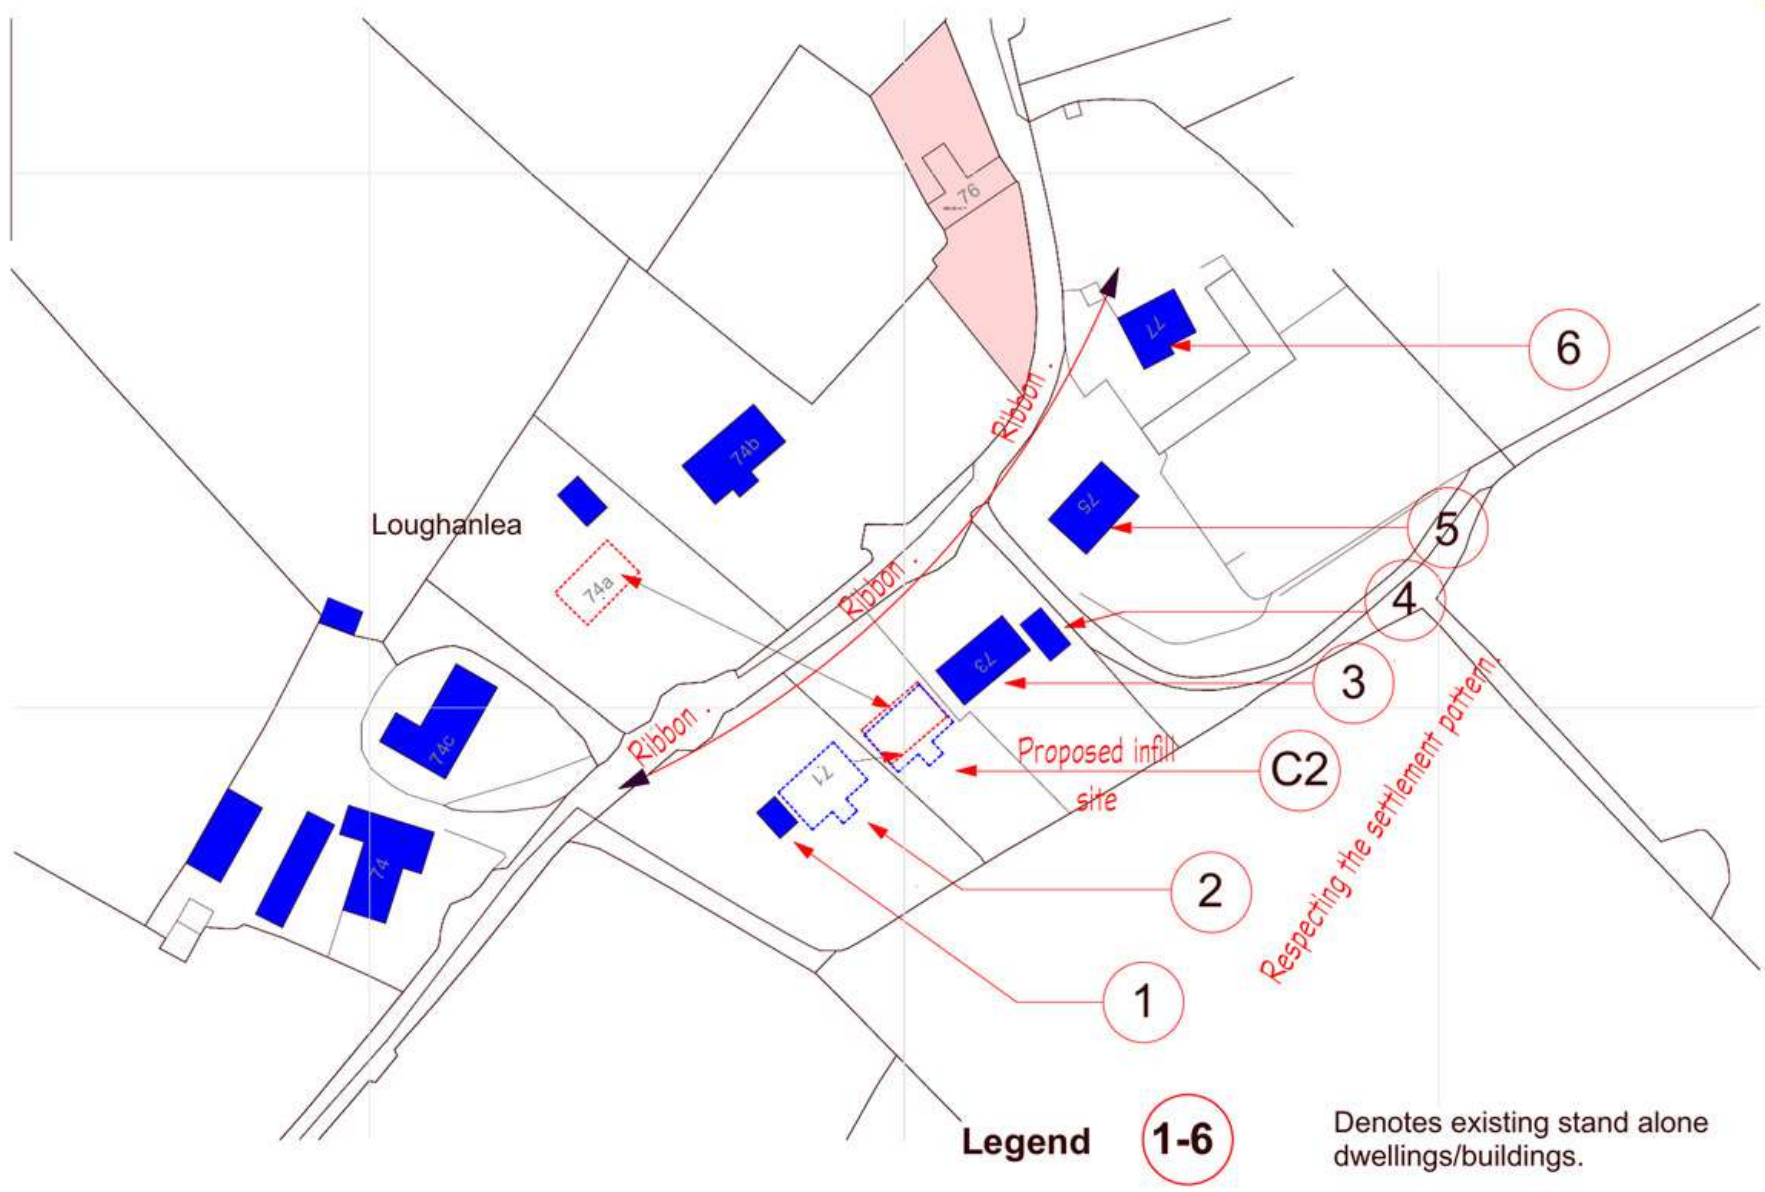 76
Ribbon .
77
6
74b
75
5
Loughanlea
74a
Ribbon .
4
73
3
Ribbon .
74c
71
Proposed infill
site
C2
Respecting the settlement pattern.
74
2
1
Legend
1-6
Denotes existing stand alone
dwellings/buildings.